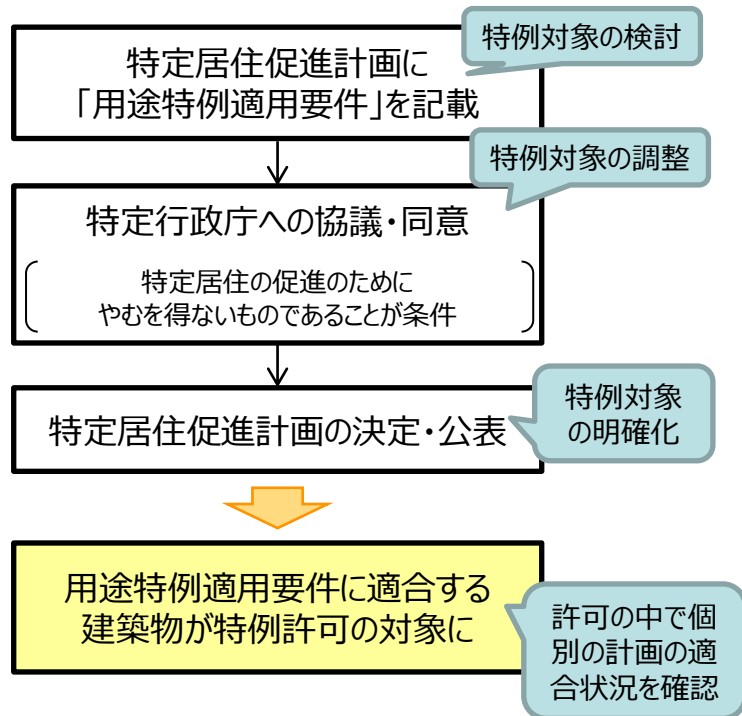 特例対象の検討
特定居住促進計画に
「用途特例適用要件」を記載
特例対象の調整
特定行政庁への協議・同意
特定居住の促進のために
やむを得ないものであることが条件
特例対象
の明確化
特定居住促進計画の決定・公表
用途特例適用要件に適合する
建築物が特例許可の対象に
許可の中で個
別の計画の適
合状況を確認